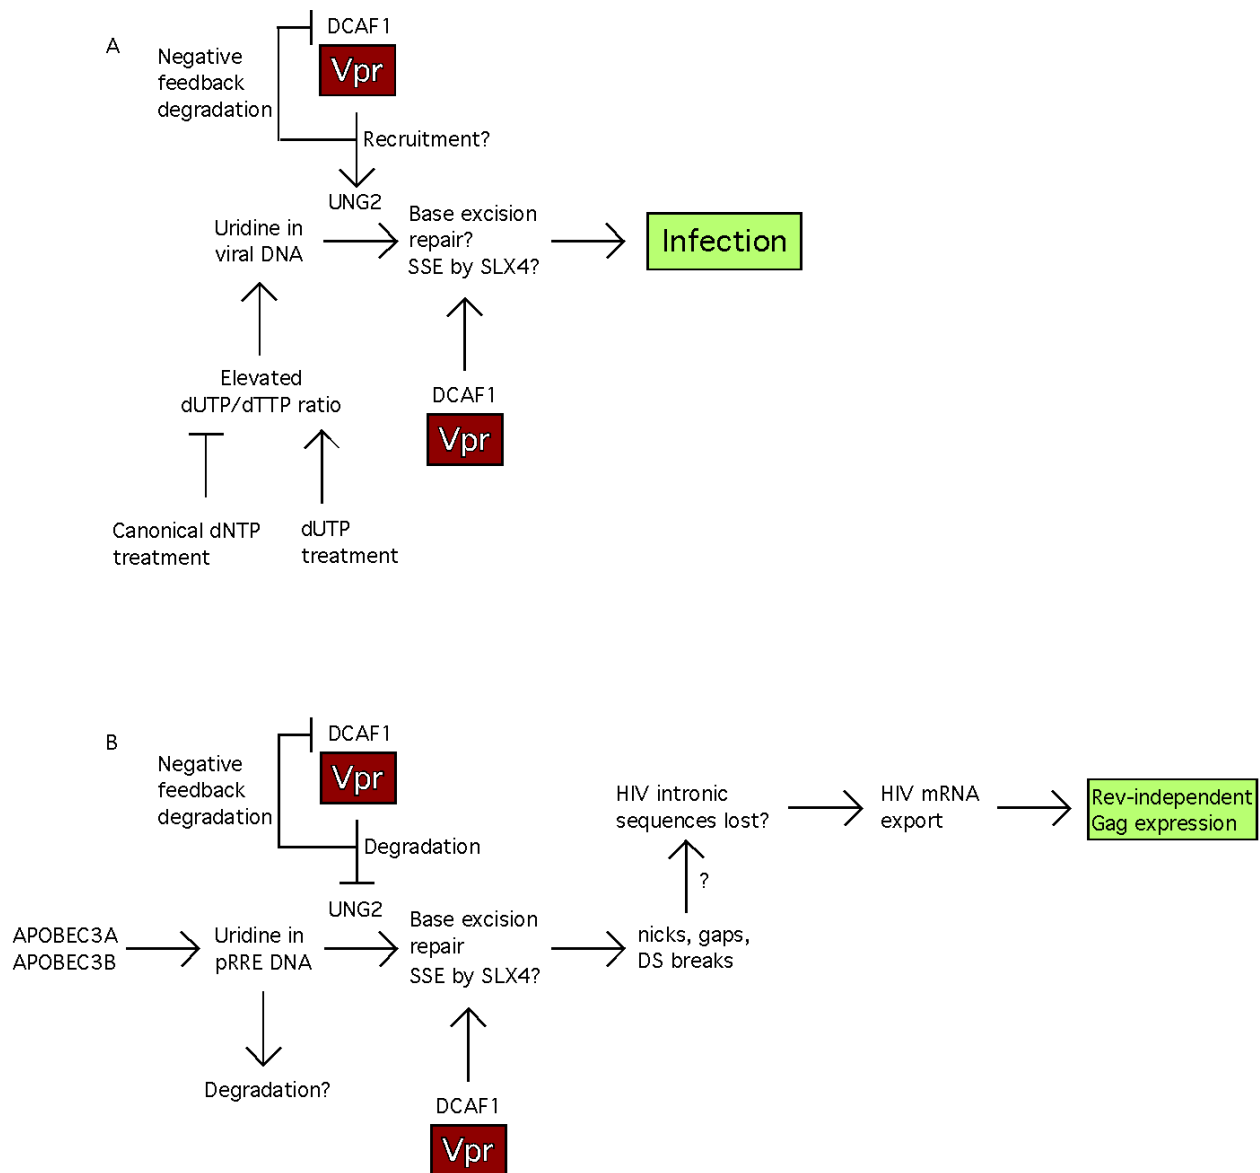 A
DCAF1
Vpr
Negative
feedback
degradation
Recruitment?
UNG2
Uridine in
viral DNA
Base excision
repair?
SSE by SLX4?
Infection
Elevated
dUTP/dTTP ratio
DCAF1
Vpr
Canonical dNTP
treatment
dUTP
treatment
B
DCAF1
Vpr
Negative
feedback
degradation
Degradation
UNG2
APOBEC3A
APOBEC3B
Uridine in
pRRE DNA
Base excision
repair
SSE by SLX4?
nicks, gaps,
DS breaks
?
HIV intronic
sequences lost?
HIV mRNA
export
Rev-independent
Gag expression
Degradation?
DCAF1
Vpr